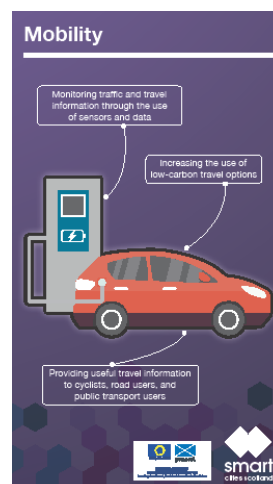 Mobility
Monitoring traffic and travel
information through the use
of sensors and data
Increasing the use of
low-carbon travel options
Providing useful travel information
to cyclists, road users, and
public transport users
smart
cities scotland